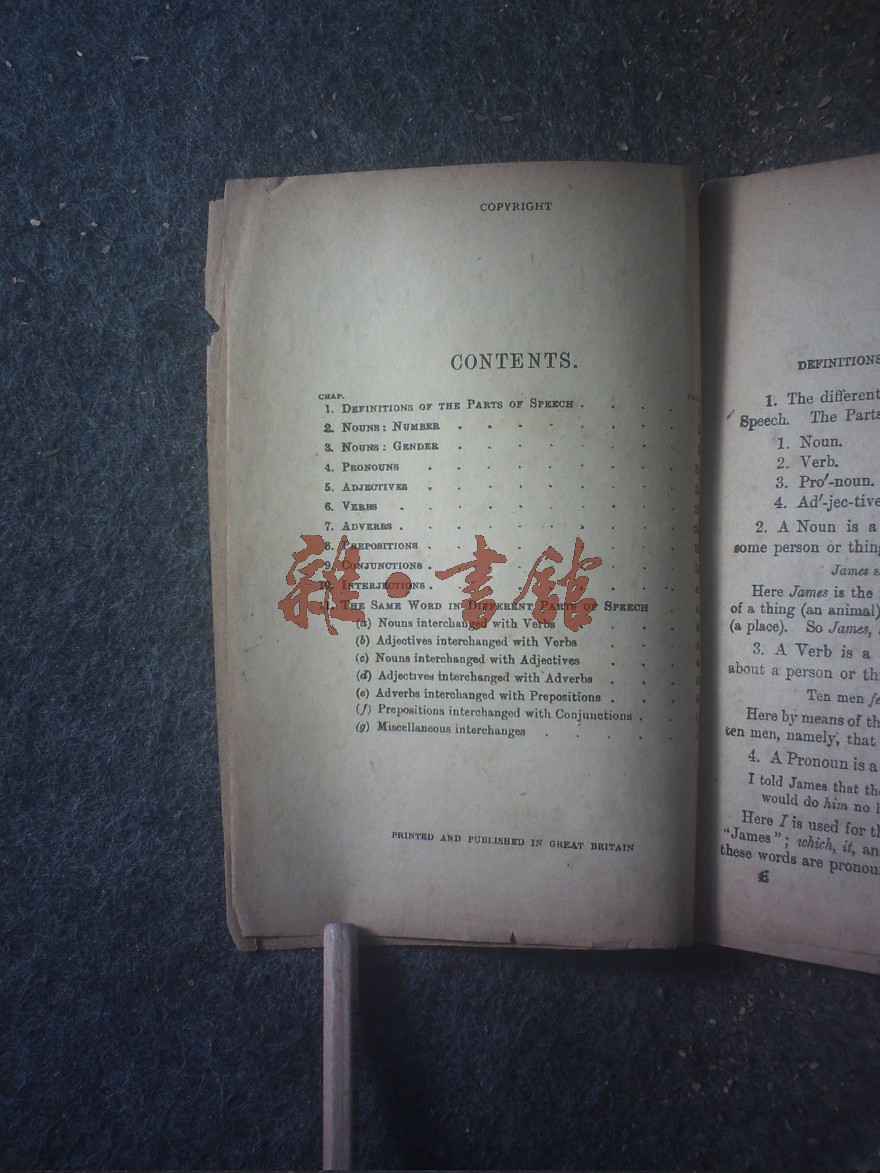 COPYRIGHT
CONTENTS.
CHAP.
1. DEFINITIONS OF THE PARTS OF SPEECH . . . .
2. NOUNS: NUMBER . . . . . . . .
3. NOUNS: GENDER . . . . . . . .
4. PRONOUNS . . . . . . . . .
5. ADJECTIVES . . . . . . . . .
6. VERBS . . . . . . . . . .
7. ADVERBS . . . . . . . . . .
8. PREPOSITIONS . . . . . . . . .
9. CONJUNCTIONS . . . . . . . . .
10. INTERJECTIONS . . . . . . . . .
11. THE SAME WORD IN DIFFERENT PARTS OF SPEECH .
(a) Nouns interchanged with Verbs . . . .
(b) Adjectives interchanged with Verbs . . . .
(c) Nouns interchanged with Adjectives . . . .
(d) Adjectives interchanged with Adverbs . . . .
(e) Adverbs interchanged with Prepositions . . .
(f) Prepositions interchanged with Conjunctions . .
(g) Miscellaneous interchanges . . . . .
PRINTED AND PUBLISHED IN GREAT BRITAIN
雜·書館
DEFINITIONS
1. The different
Speech. The Parts
1. Noun.
2. Verb.
3. Pro′-noun.
4. Ad′-jec-tive
2. A Noun is a
some person or thing
James s
Here James is the
of a thing (an animal)
(a place). So James,
3. A Verb is a
about a person or thi
Ten men fe
Here by means of th
ten men, namely, that
4. A Pronoun is a
I told James that the
would do him no h
Here I is used for th
"James"; which, it, an
these words are pronou